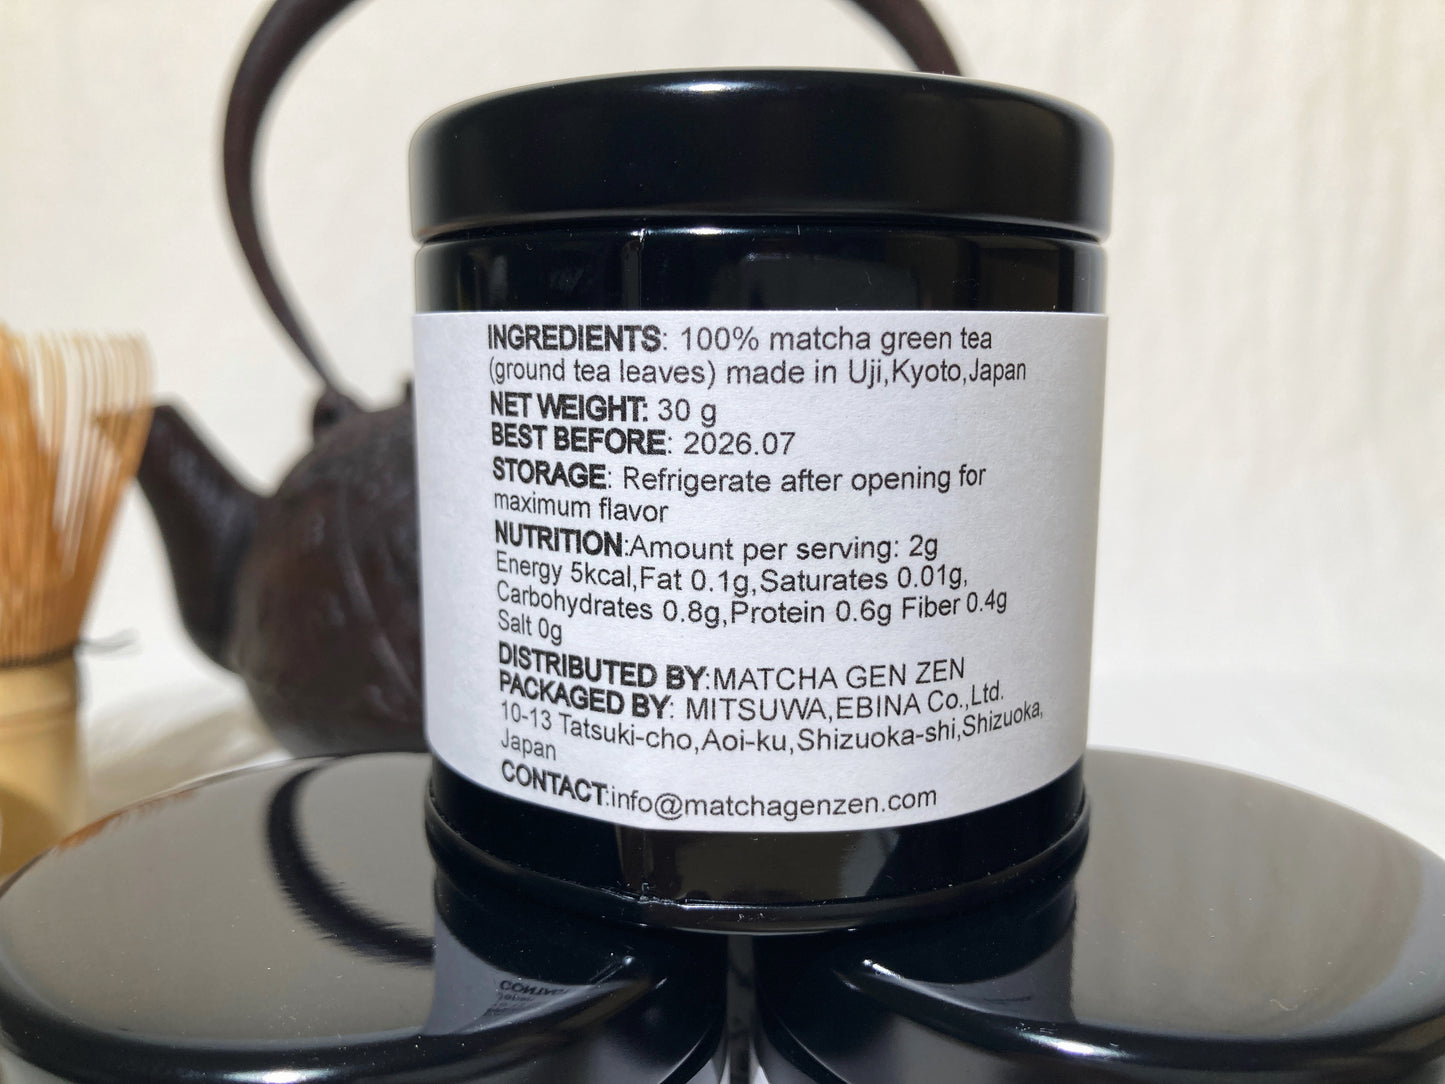 INGREDIENTS: 100% matcha green tea
(ground tea leaves) made in Uji,Kyoto,Japan
NET WEIGHT: 30 g
BEST BEFORE: 2026.07
STORAGE: Refrigerate after opening for
maximum flavor
NUTRITION:Amount per serving: 2g
Energy 5kcal,Fat 0.1g,Saturates 0.01g,
Carbohydrates 0.8g,Protein 0.6g Fiber 0.4g
Salt 0g
DISTRIBUTED BY:MATCHA GEN ZEN
PACKAGED BY: MITSUWA,EBINA Co.,Ltd.
10-13 Tatsuki-cho,Aoi-ku,Shizuoka-shi,Shizuoka,
Japan
CONTACT:info@matchagenzen.com